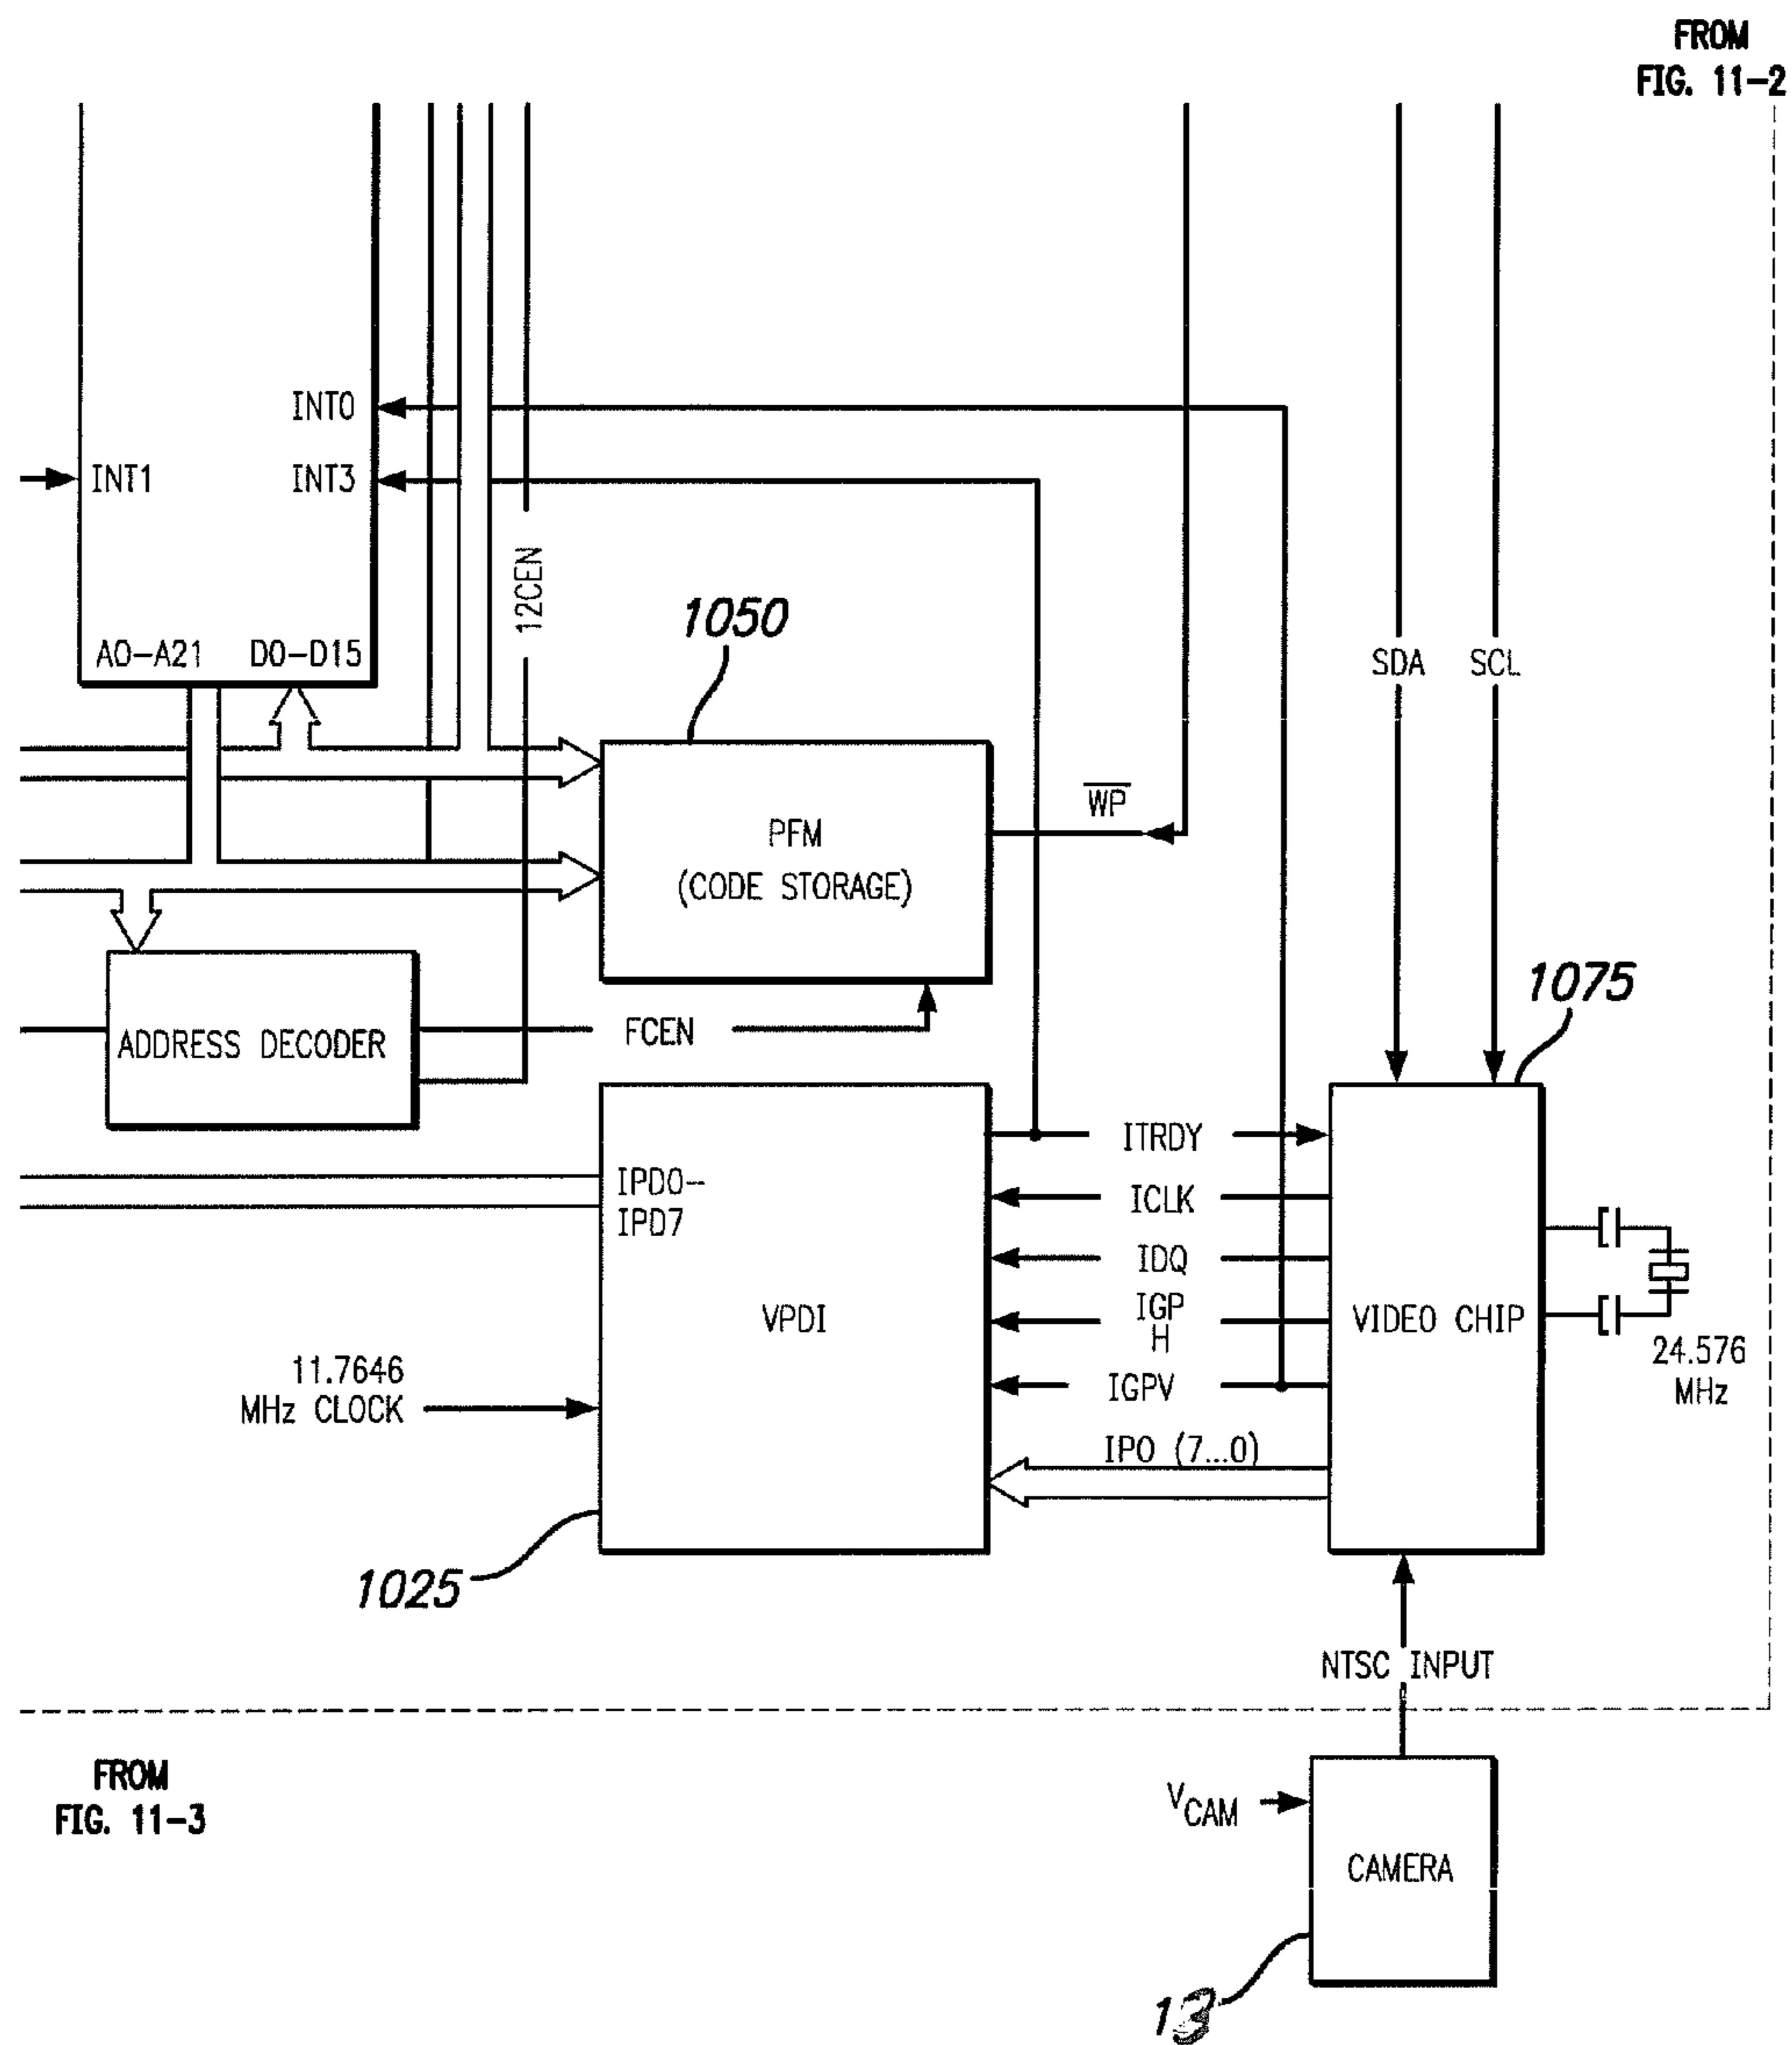 FROM
FIG. 11-2
INT0
INT1
INT3
12CEN
1050
A0-A21
D0-D15
SDA
SCL
WP
PFM
(CODE STORAGE)
1075
FCEN
ADDRESS DECODER
ITRDY
IPD0-
IPD7
ICLK
IDQ
IGP
H
VPDI
VIDEO CHIP
24.576
MHz
11.7646
MHz CLOCK
IGPV
IPO (7...0)
1025
NTSC INPUT
FROM
FIG. 11-3
VCAM
CAMERA
13